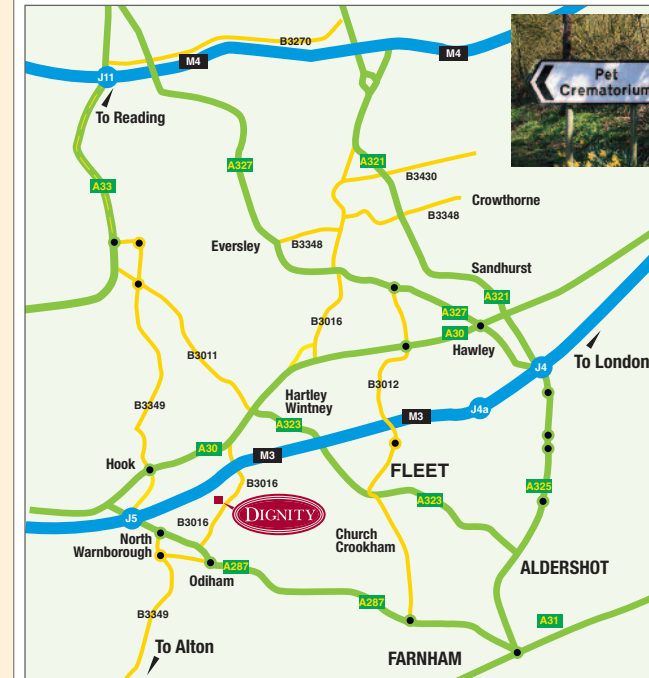 B3270
M4
M4
J11
To Reading
Pet
Crematorium
A327
A321
A33
B3430
Crowthorne
B3348
Eversley
B3348
Sandhurst
A321
B3016
A327
A30
Hawley
J4
To London
B3011
B3012
Hartley
Wintney
J4a
B3349
A323
M3
A30
M3
Hook
FLEET
B3016
A323
A325
DIGNITY
J5
B3016
North
Warnborough
Church
Crookham
A287
Odiham
ALDERSHOT
A287
B3349
A31
To Alton
FARNHAM